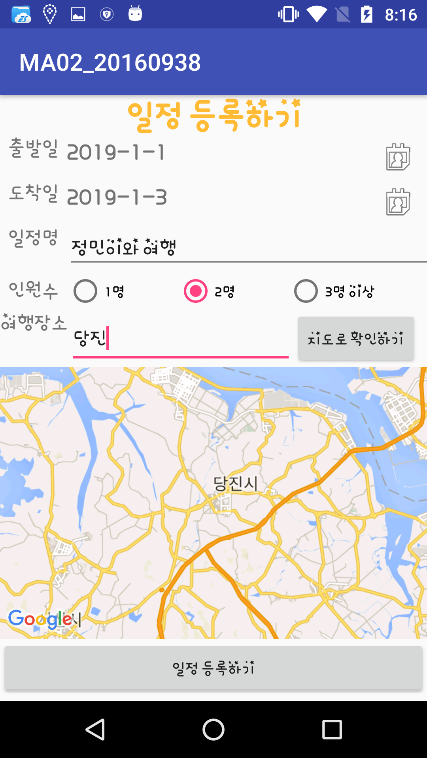 8:16
MA02_20160938
일정 등록하기
출발일 2019-1-1
도착일 2019-1-3
일정명 정민이와 여행
인원수 1명 2명 3명 이상
여행장소 당진 지도로 확인하기
당진시
Google
일정 등록하기